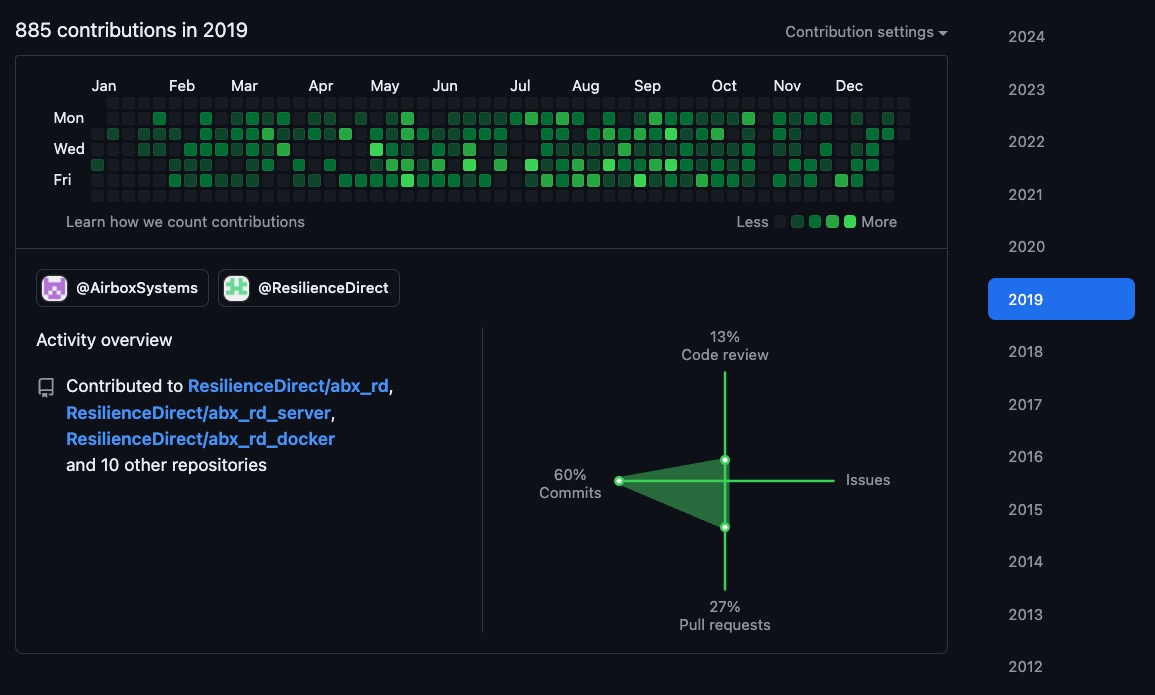 885 contributions in 2019
Contribution settings
Jan Feb Mar Apr May Jun Jul Aug Sep Oct Nov Dec
Mon
Wed
Fri
Learn how we count contributions
Less More
@AirboxSystems @ResilienceDirect
Activity overview
Contributed to ResilienceDirect/abx_rd,
ResilienceDirect/abx_rd_server,
ResilienceDirect/abx_rd_docker
and 10 other repositories
13%
Code review
60%
Commits
Issues
27%
Pull requests
2024
2023
2022
2021
2020
2019
2018
2017
2016
2015
2014
2013
2012